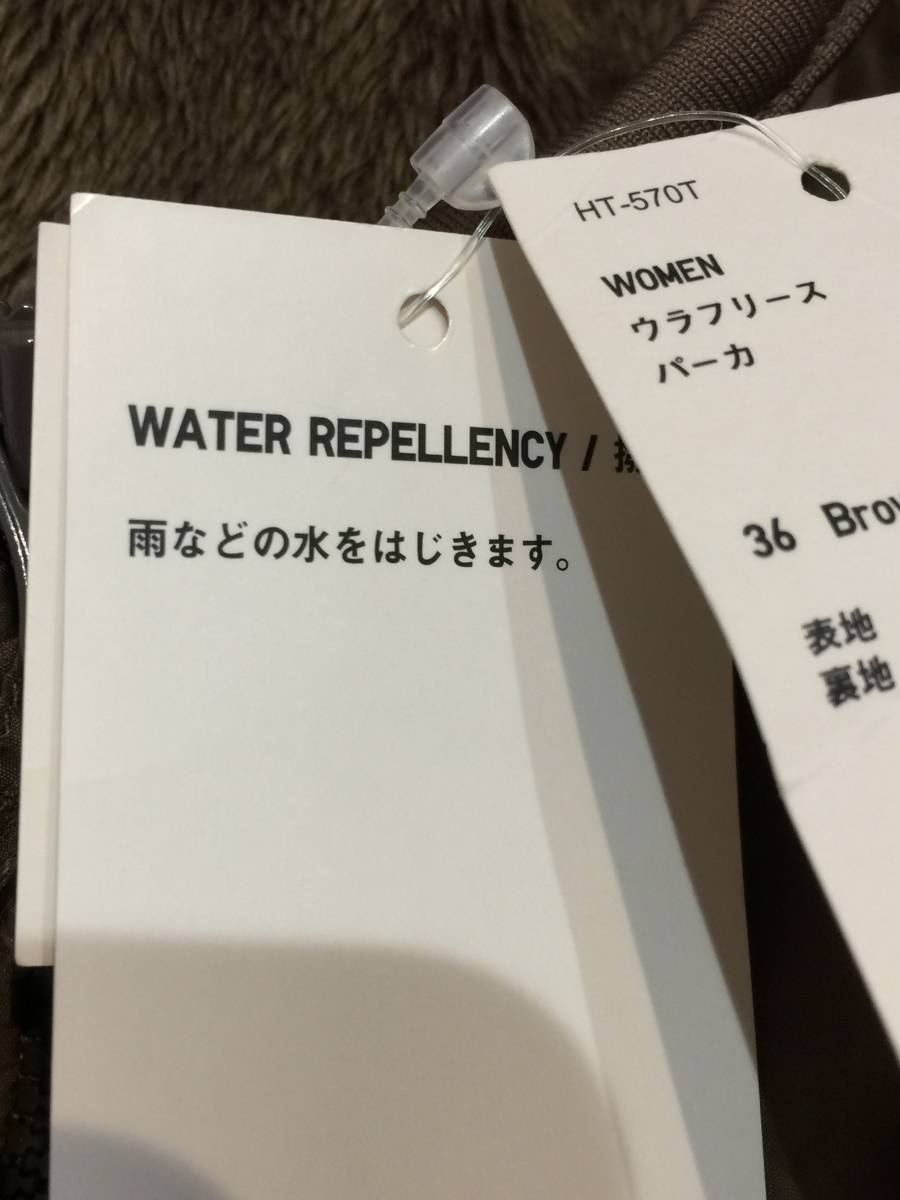 HT-570T
WOMEN
ウラフリース
パーカ
36
表地
裏地
WATER REPELLENCY /
雨などの水をはじきます。